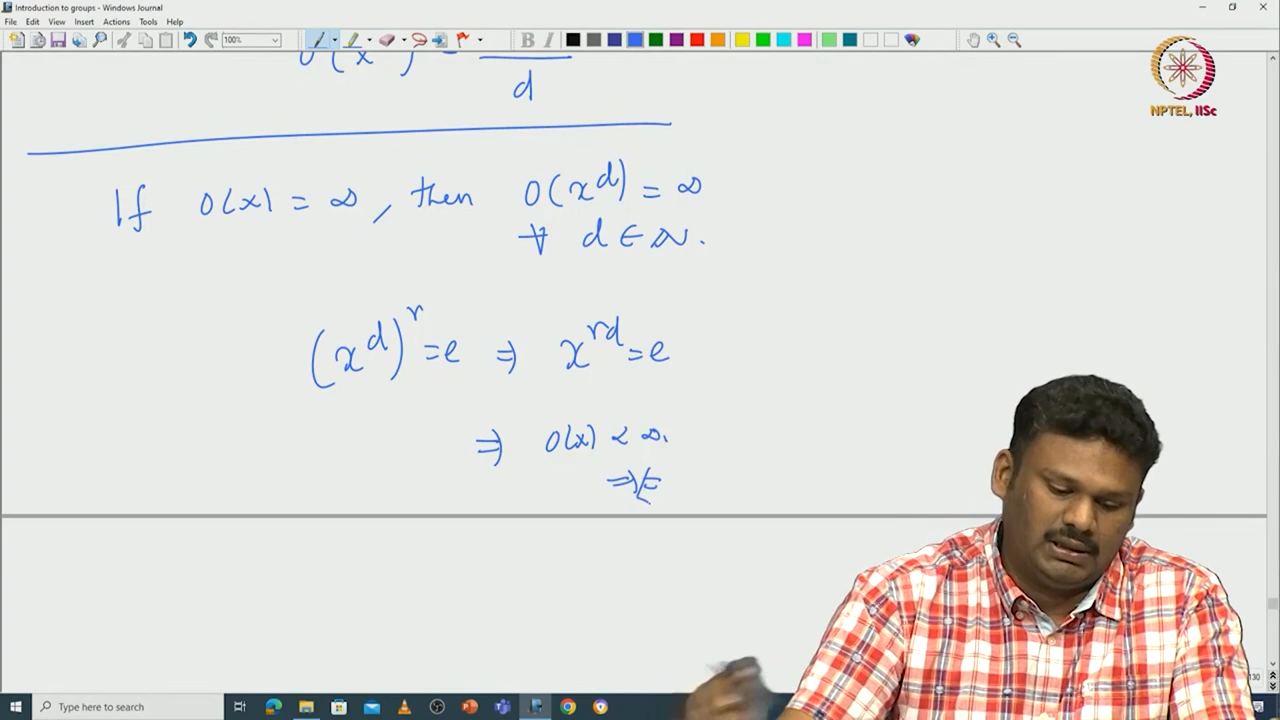 Introduction to groups - Windows Journal
File Edit View Insert Actions Tools Help
100%
B I
NPTEL, IISc
d
If O(x) = ∞, then O(x^d) = ∞
∀ d ∈ ℕ.
(x^d)^r = e ⇒ x^{rd} = e
⇒ O(x) < ∞.
⇒⇐
130
Type here to search